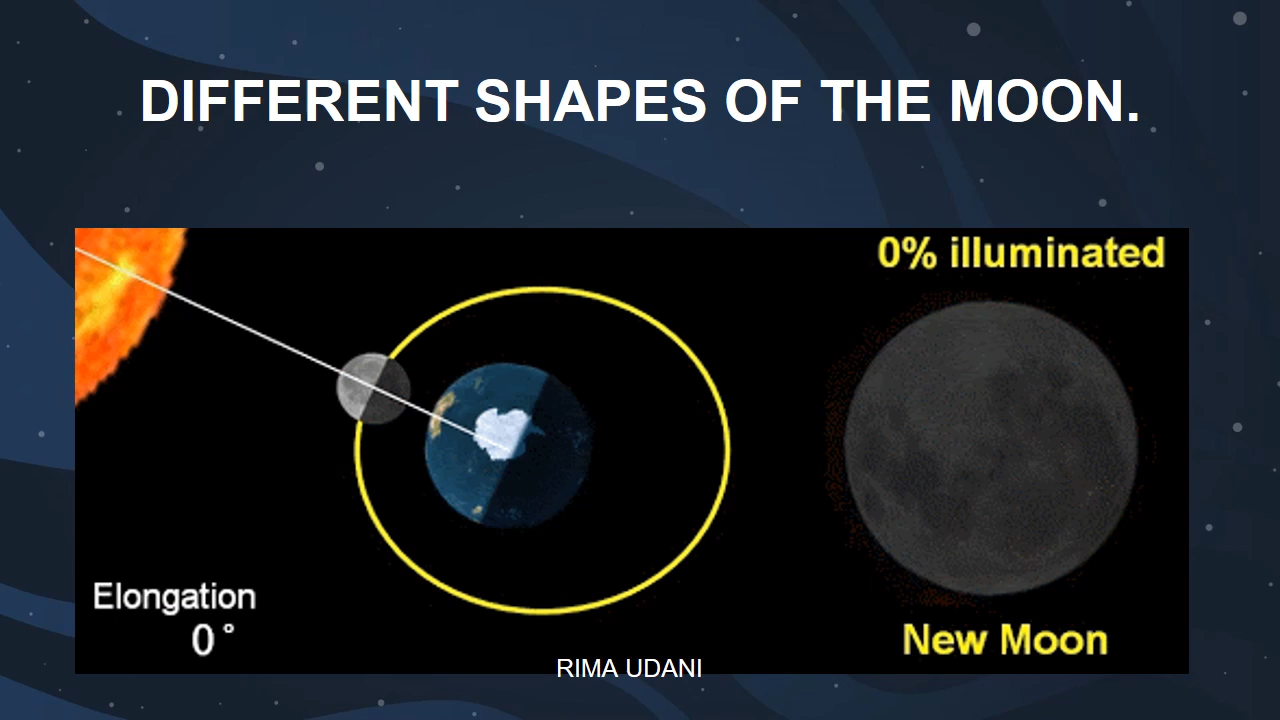 DIFFERENT SHAPES OF THE MOON.
0% illuminated
Elongation
0°
New Moon
RIMA UDANI